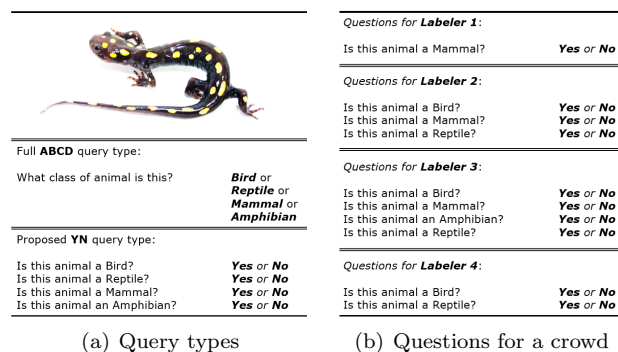 Full ABCD query type:
What class of animal is this? Bird or
Reptile or
Mammal or
Amphibian
Proposed YN query type:
Is this animal a Bird? Yes or No
Is this animal a Reptile? Yes or No
Is this animal a Mammal? Yes or No
Is this animal an Amphibian? Yes or No
(a) Query types
Questions for Labeler 1:
Is this animal a Mammal? Yes or No
Questions for Labeler 2:
Is this animal a Bird? Yes or No
Is this animal a Mammal? Yes or No
Is this animal a Reptile? Yes or No
Questions for Labeler 3:
Is this animal a Bird? Yes or No
Is this animal a Mammal? Yes or No
Is this animal an Amphibian? Yes or No
Is this animal a Reptile? Yes or No
Questions for Labeler 4:
Is this animal a Bird? Yes or No
Is this animal a Reptile? Yes or No
(b) Questions for a crowd